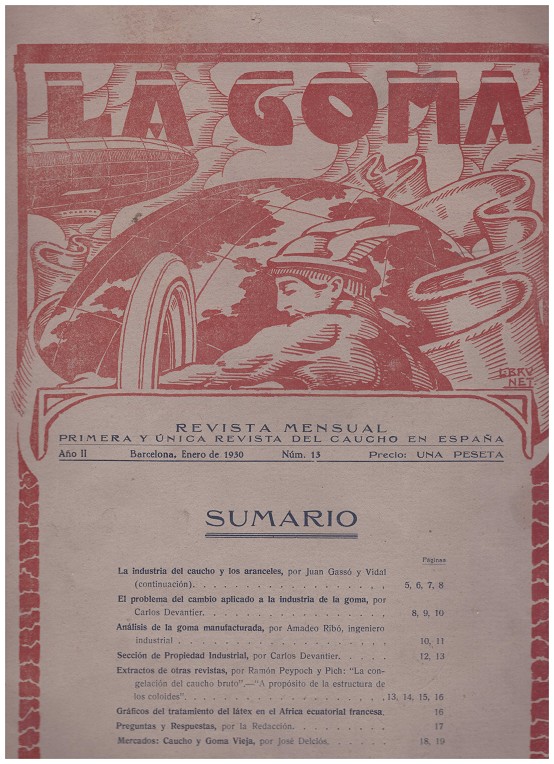 LA GOMA
LBRU
NET
REVISTA MENSUAL
PRIMERA Y ÚNICA REVISTA DEL CAUCHO EN ESPAÑA
Año II Barcelona, Enero de 1930 Núm. 13 Precio: UNA PESETA
SUMARIO
Páginas
La industria del caucho y los aranceles, por Juan Gassó y Vidal
(continuación). . . . . . . . . . . . . . . . . 5, 6, 7, 8
El problema del cambio aplicado a la industria de la goma, por
Carlos Devantier. . . . . . . . . . . . . . . . 8, 9, 10
Análisis de la goma manufacturada, por Amadeo Ribó, ingeniero
industrial . . . . . . . . . . . . . . . . . . 10, 11
Sección de Propiedad Industrial, por Carlos Devantier. . . . . 12, 13
Extractos de otras revistas, por Ramón Peypoch y Pich: "La con-
gelación del caucho bruto".—"A propósito de la estructura de
los coloides". . . . . . . . . . . . . . . . . 13, 14, 15, 16
Gráficos del tratamiento del látex en el Africa ecuatorial francesa. 16
Preguntas y Respuestas, por la Redacción. . . . . . . . . 17
Mercados: Caucho y Goma Vieja, por José Delclós. . . . . . 18, 19